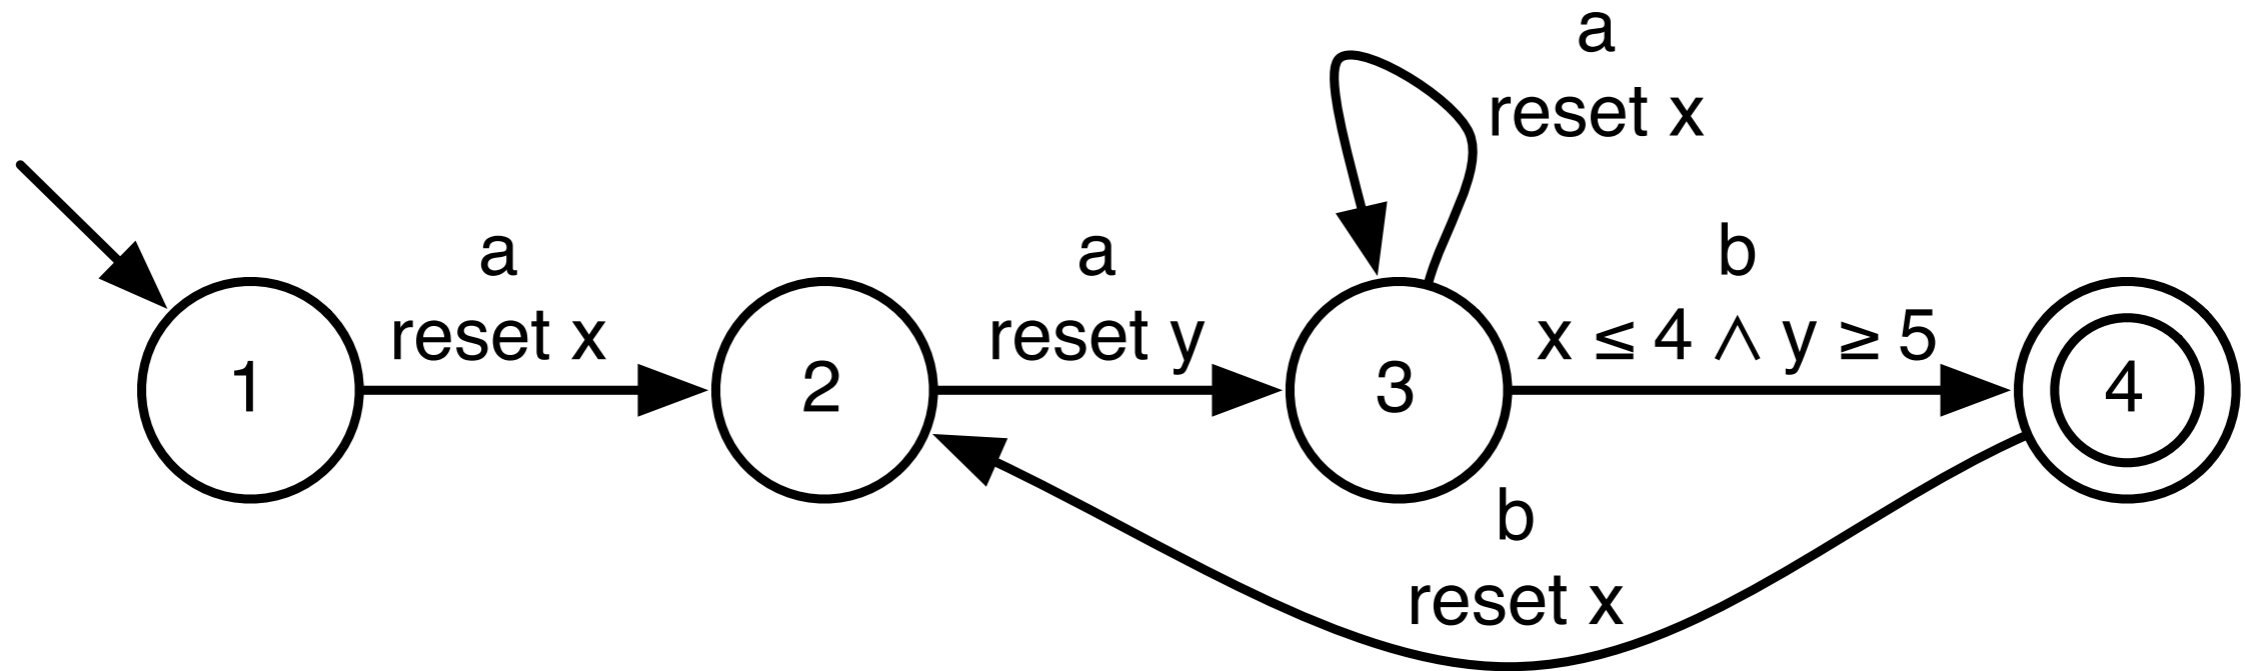 a
reset x
a
reset x
a
reset y
b
x ≤ 4 ∧ y ≥ 5
1
2
3
4
b
reset x